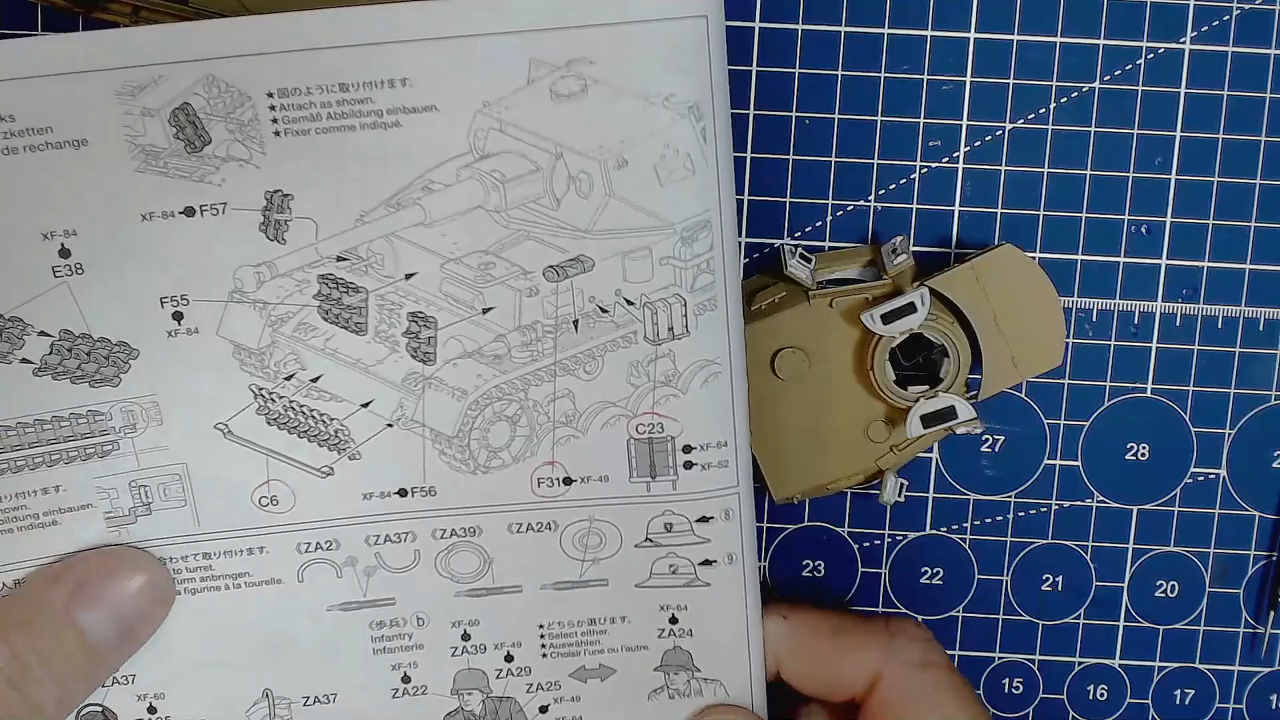 ★図のように取り付けます。
★Attach as shown.
★Gemäß Abbildung einbauen.
★Fixer comme indiqué.
ks
zketten
de rechange
XF-84 F57
XF-84
E38
F55
XF-84
C6
XF-84 F56
F31 XF-49
C23
XF-64
XF-52
り付けます。
hown.
bildung einbauen.
me indiqué.
合わせて取り付けます。
to turret.
Turm anbringen.
a figurine à la tourelle.
《ZA2》
《ZA37》
《ZA39》
《ZA24》
⑧
⑨
《歩兵》ⓑ
Infantry
Infanterie
XF-60
ZA39
XF-49
ZA29
XF-15
ZA22
ZA25
XF-49
XF-64
★どちらか選びます。
★Select either.
★Auswählen.
★Choisir l'une ou l'autre.
XF-64
ZA24
ZA37
XF-60
ZA37
27
28
23
22
21
20
15
16
17